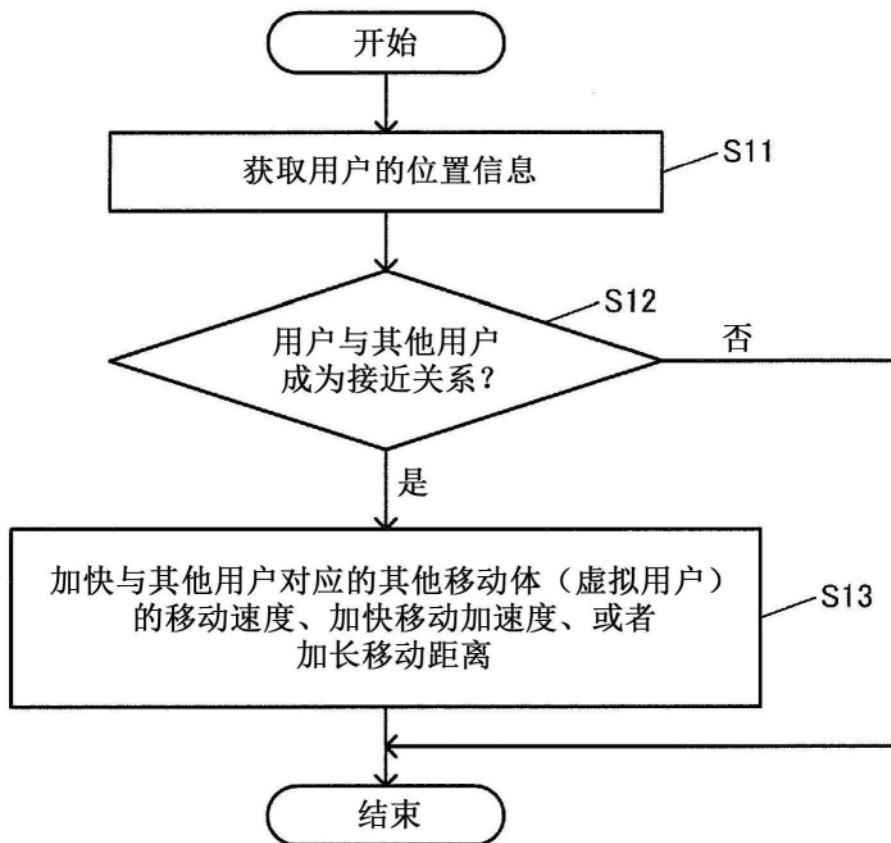 开始
获取用户的位置信息
S11
用户与其他用户
成为接近关系?
S12
否
是
加快与其他用户对应的其他移动体（虚拟用户）
的移动速度、加快移动加速度、或者
加长移动距离
S13
结束